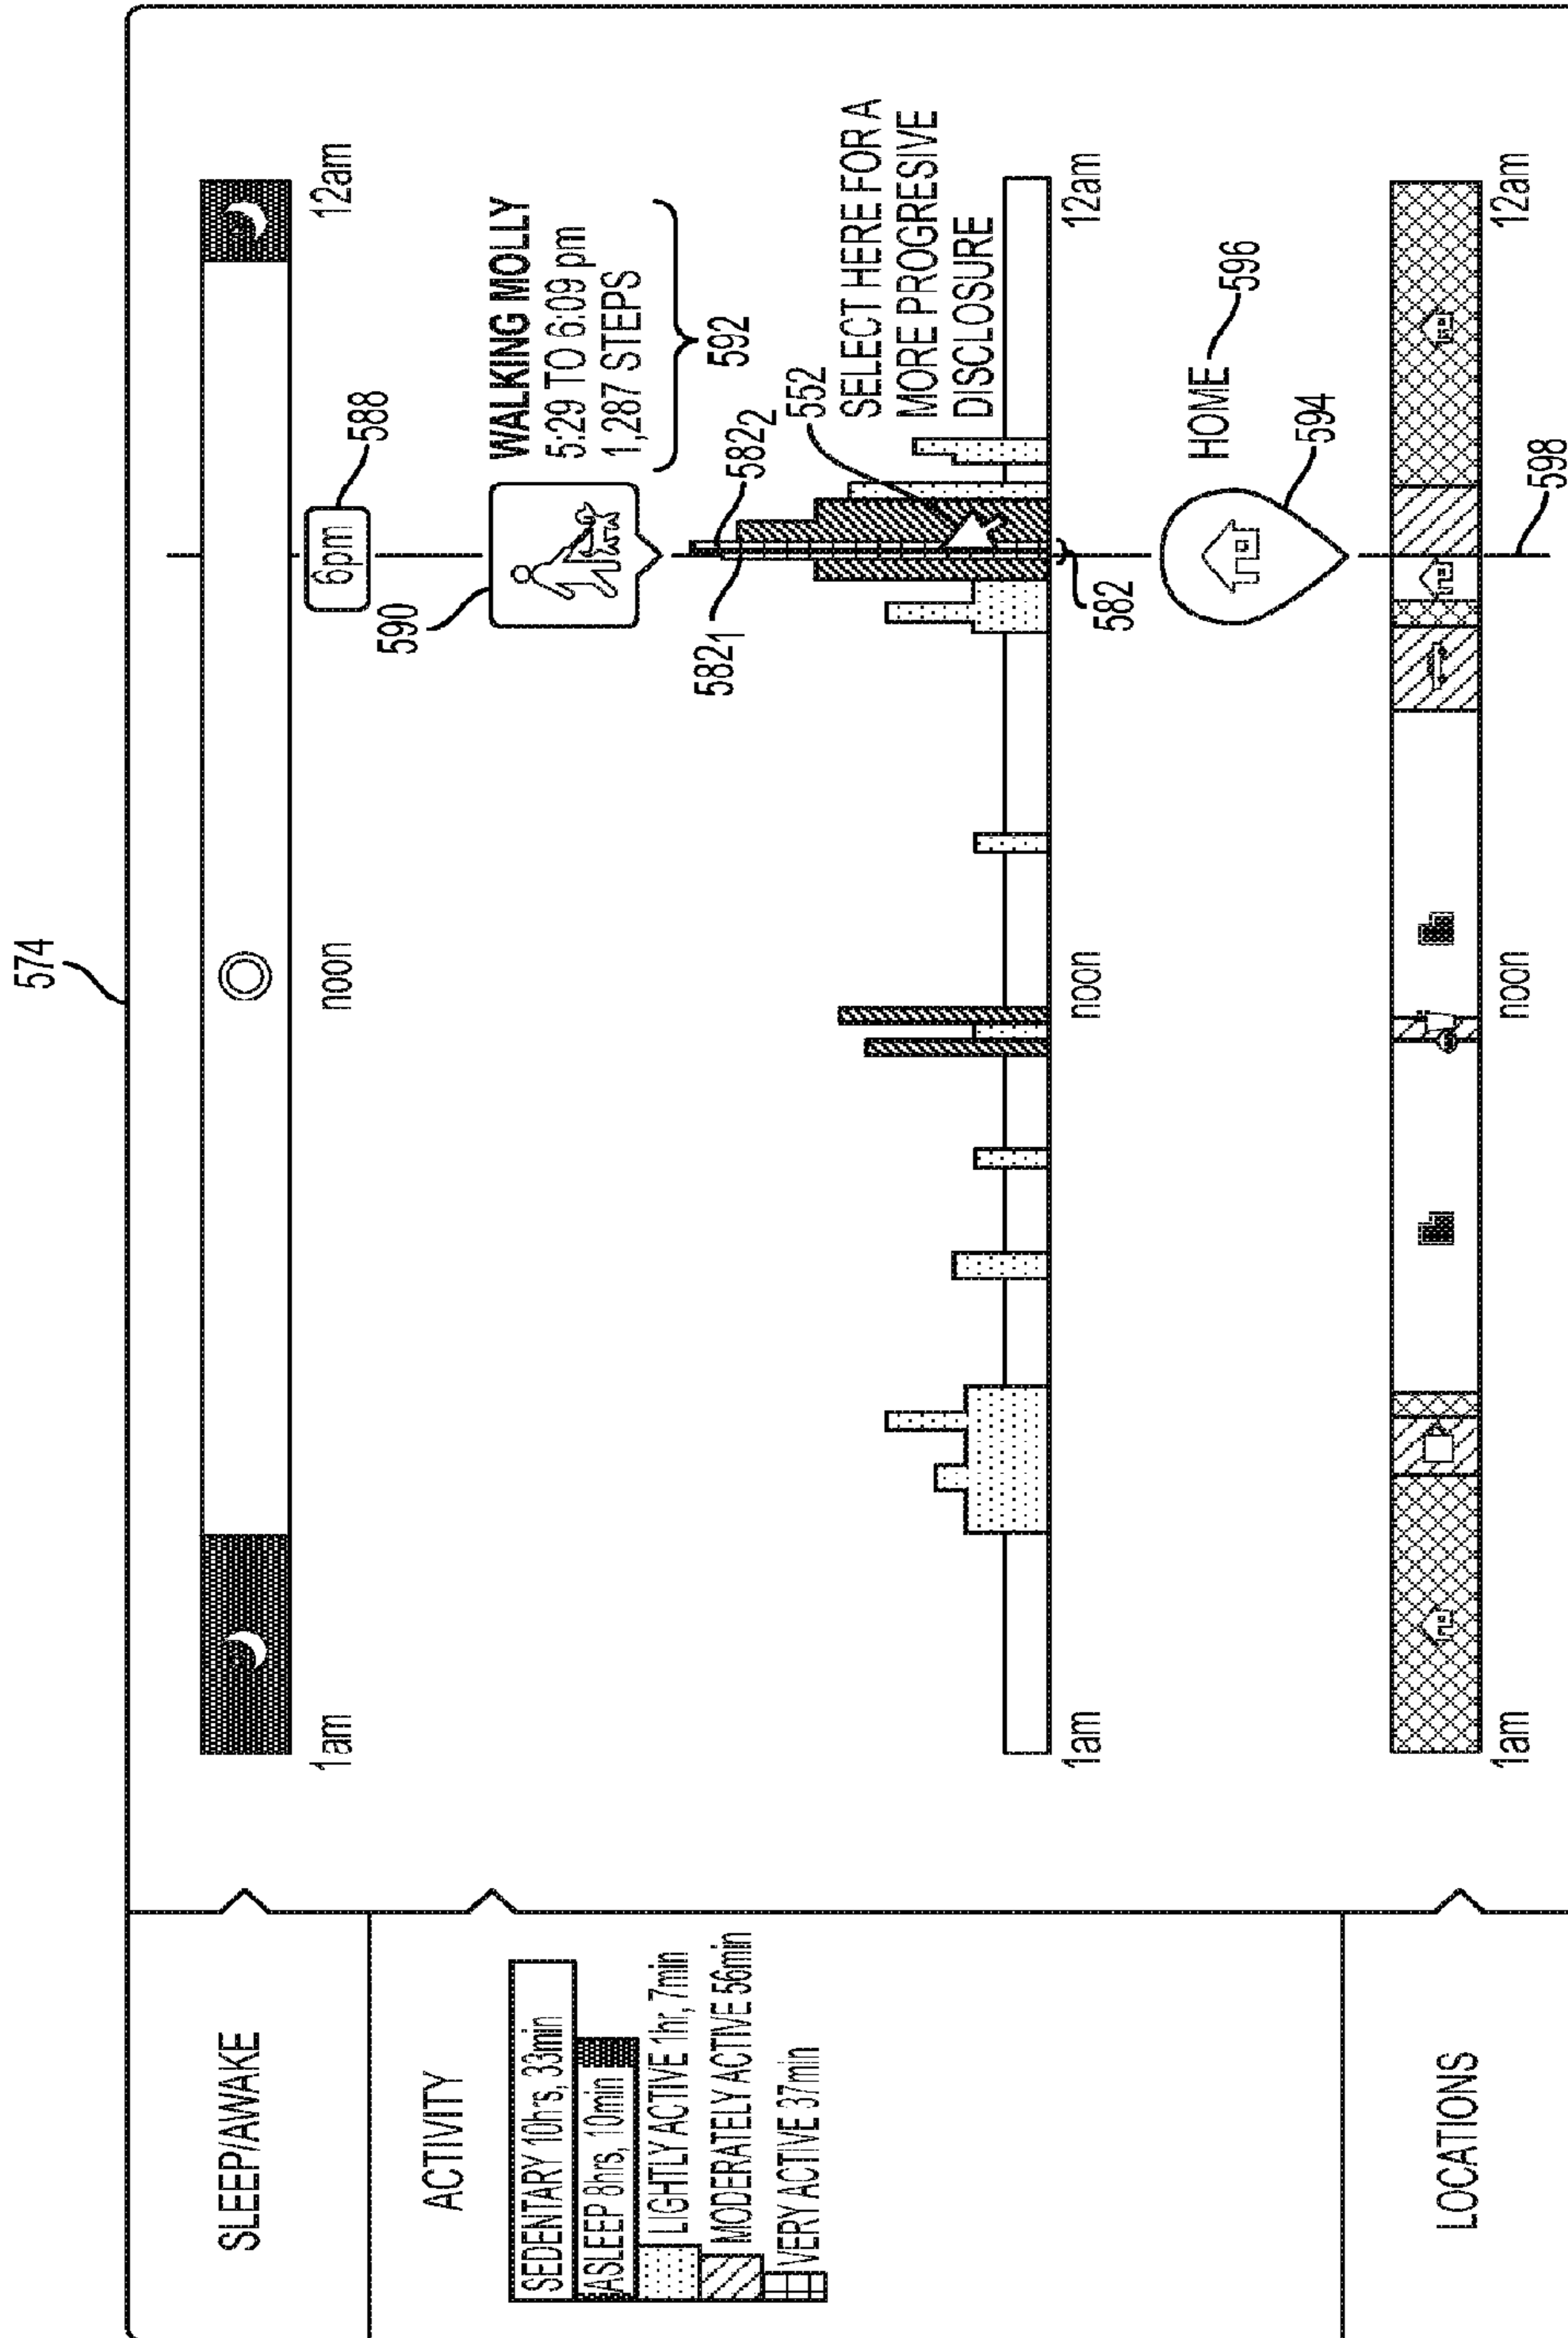 574
SLEEP/AWAKE
1am
noon
12am
6pm
588
ACTIVITY
SEDENTARY 10hrs, 33min
ASLEEP 8hrs, 10min
LIGHTLY ACTIVE 1hr, 7min
MODERATELY ACTIVE 56min
VERY ACTIVE 37min
590
WALKING MOLLY
5:29 TO 6:09 pm
1,287 STEPS
592
582₁
582₂
552
SELECT HERE FOR A
MORE PROGRESIVE
DISCLOSURE
1am
noon
12am
582
HOME
596
594
LOCATIONS
1am
noon
12am
598